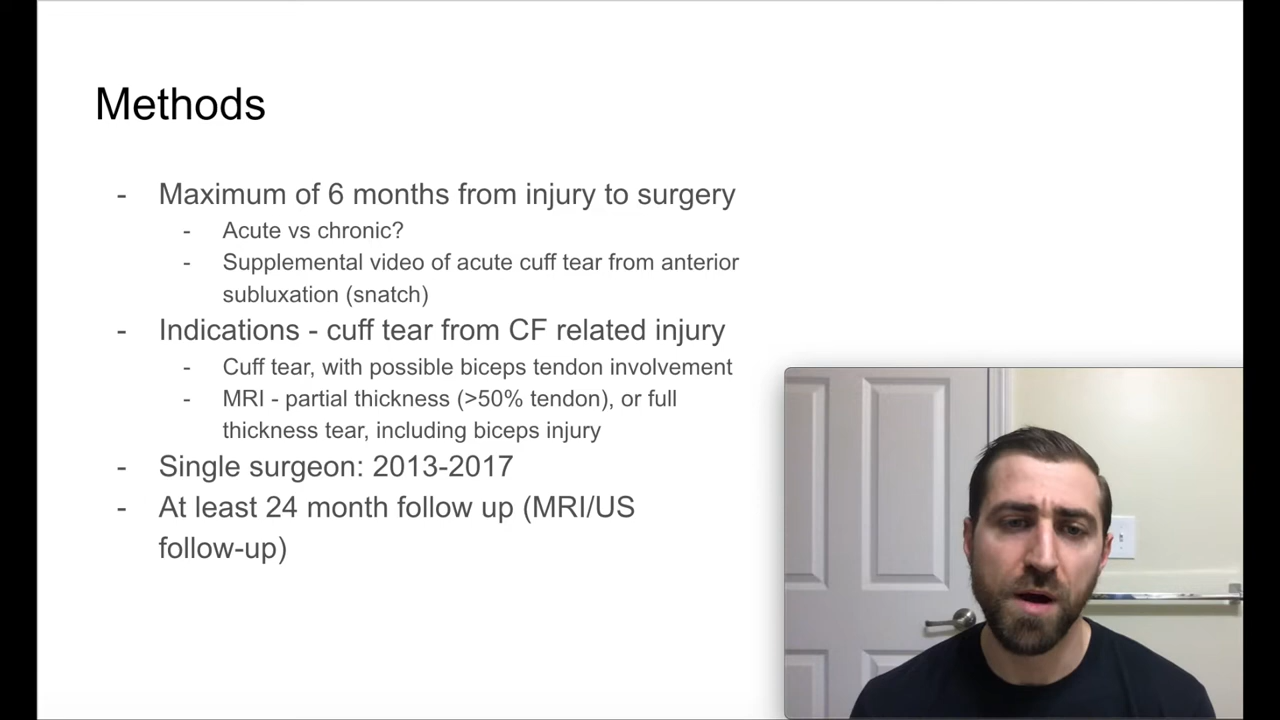 Methods
- Maximum of 6 months from injury to surgery
- Acute vs chronic?
- Supplemental video of acute cuff tear from anterior
subluxation (snatch)
- Indications - cuff tear from CF related injury
- Cuff tear, with possible biceps tendon involvement
- MRI - partial thickness (>50% tendon), or full
thickness tear, including biceps injury
- Single surgeon: 2013-2017
- At least 24 month follow up (MRI/US
follow-up)